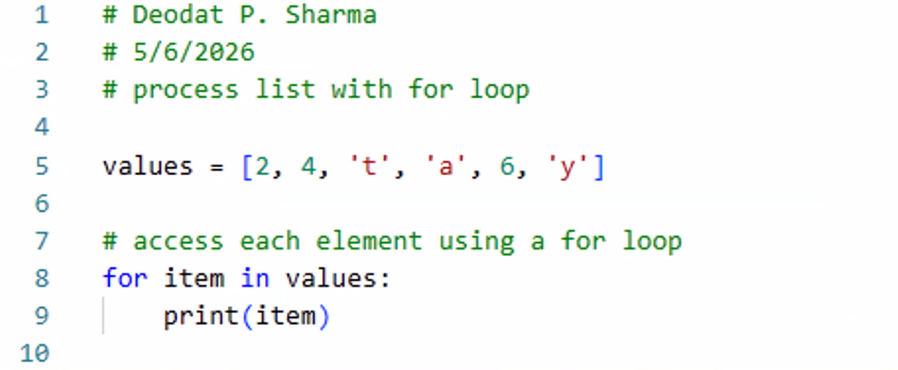 1 # Deodat P. Sharma
2 # 5/6/2026
3 # process list with for loop
4
5 values = [2, 4, 't', 'a', 6, 'y']
6
7 # access each element using a for loop
8 for item in values:
9     print(item)
10